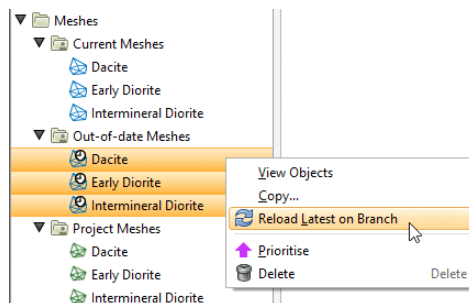 Meshes
Current Meshes
Dacite
Early Diorite
Intermineral Diorite
Out-of-date Meshes
Dacite
Early Diorite
Intermineral Diorite
Project Meshes
Dacite
Early Diorite
Intermineral Diorite
View Objects
Copy...
Reload Latest on Branch
Prioritise
Delete Delete